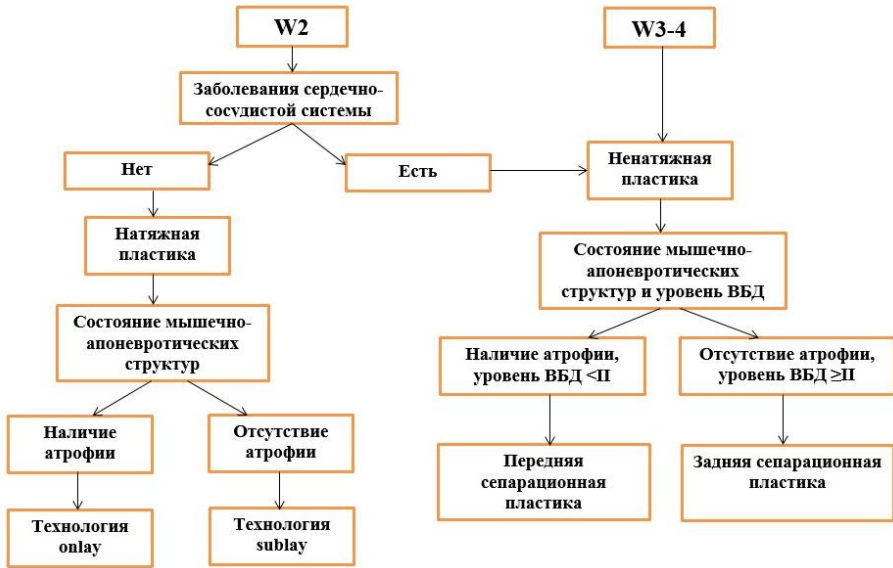 W2
W3-4
Заболевания сердечно-
сосудистой системы
Нет
Есть
Ненатяжная
пластика
Натяжная
пластика
Состояние мышечно-
апоневротических
структур и уровень ВБД
Состояние мышечно-
апоневротических
структур
Наличие атрофии,
уровень ВБД <II
Отсутствие атрофии,
уровень ВБД ≥II
Наличие
атрофии
Отсутствие
атрофии
Передняя
сепарационная
пластика
Задняя сепарационная
пластика
Технология
onlay
Технология
sublay